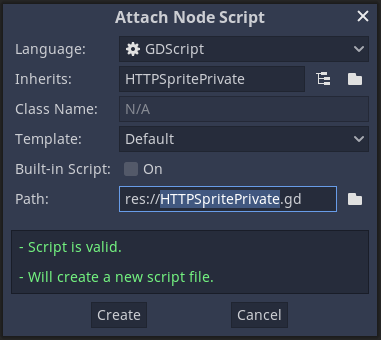 Attach Node Script
Language: GDScript
Inherits: HTTPSpritePrivate
Class Name: N/A
Template: Default
Built-in Script: On
Path: res://HTTPSpritePrivate.gd
- Script is valid.
- Will create a new script file.
Create Cancel